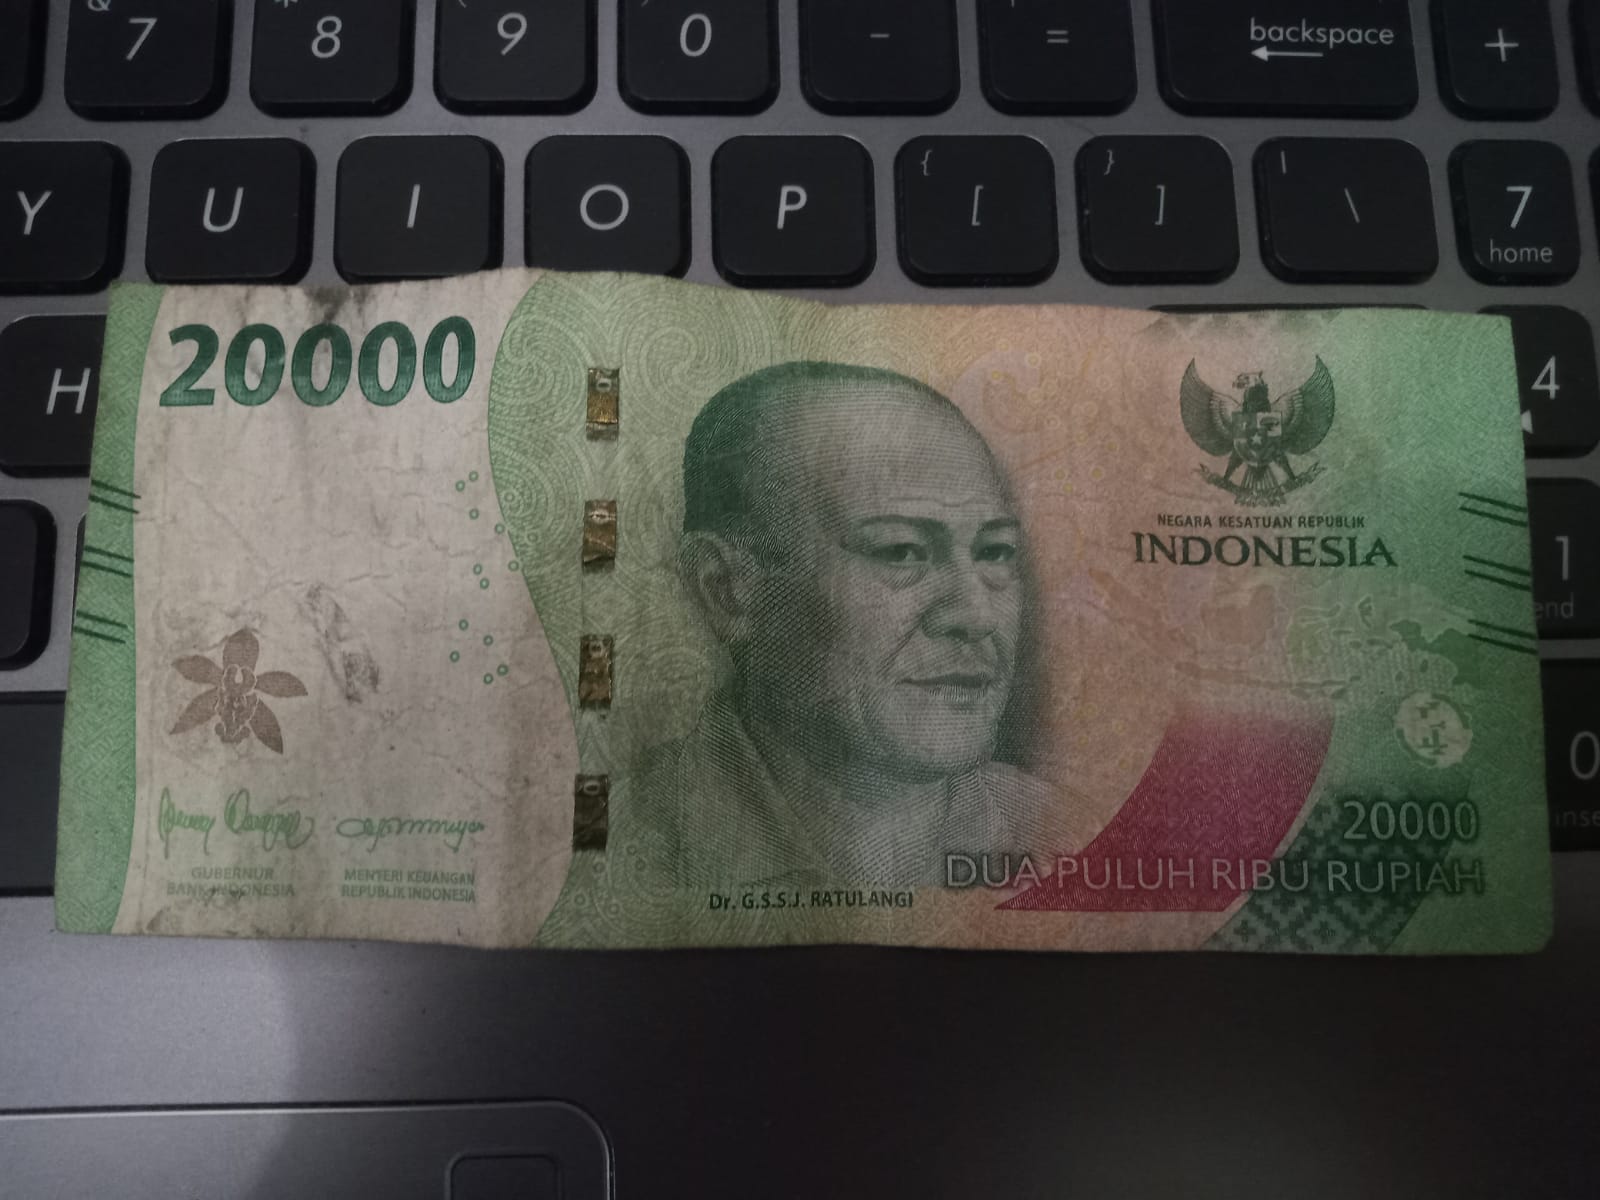 & * ( )
7 8 9 0 - = backspace +
{ } |
Y U I O P [ ] \ 7
home
H
4
1
end
0
inse
20000
NEGARA KESATUAN REPUBLIK
INDONESIA
GUBERNUR
BANK INDONESIA
MENTERI KEUANGAN
REPUBLIK INDONESIA
Dr. G.S.S.J. RATULANGI
20000
DUA PULUH RIBU RUPIAH